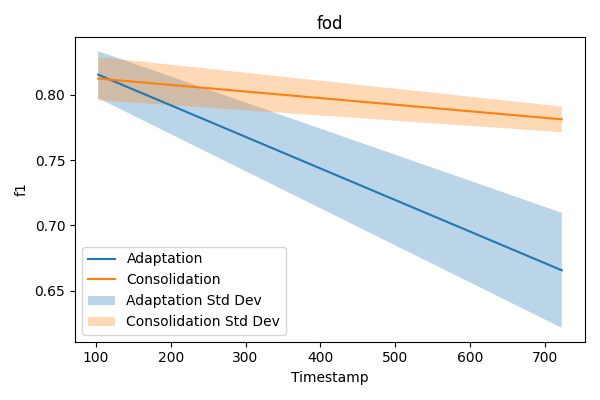 fod
f1
0.80
0.75
0.70
0.65
Adaptation
Consolidation
Adaptation Std Dev
Consolidation Std Dev
100 200 300 400 500 600 700
Timestamp